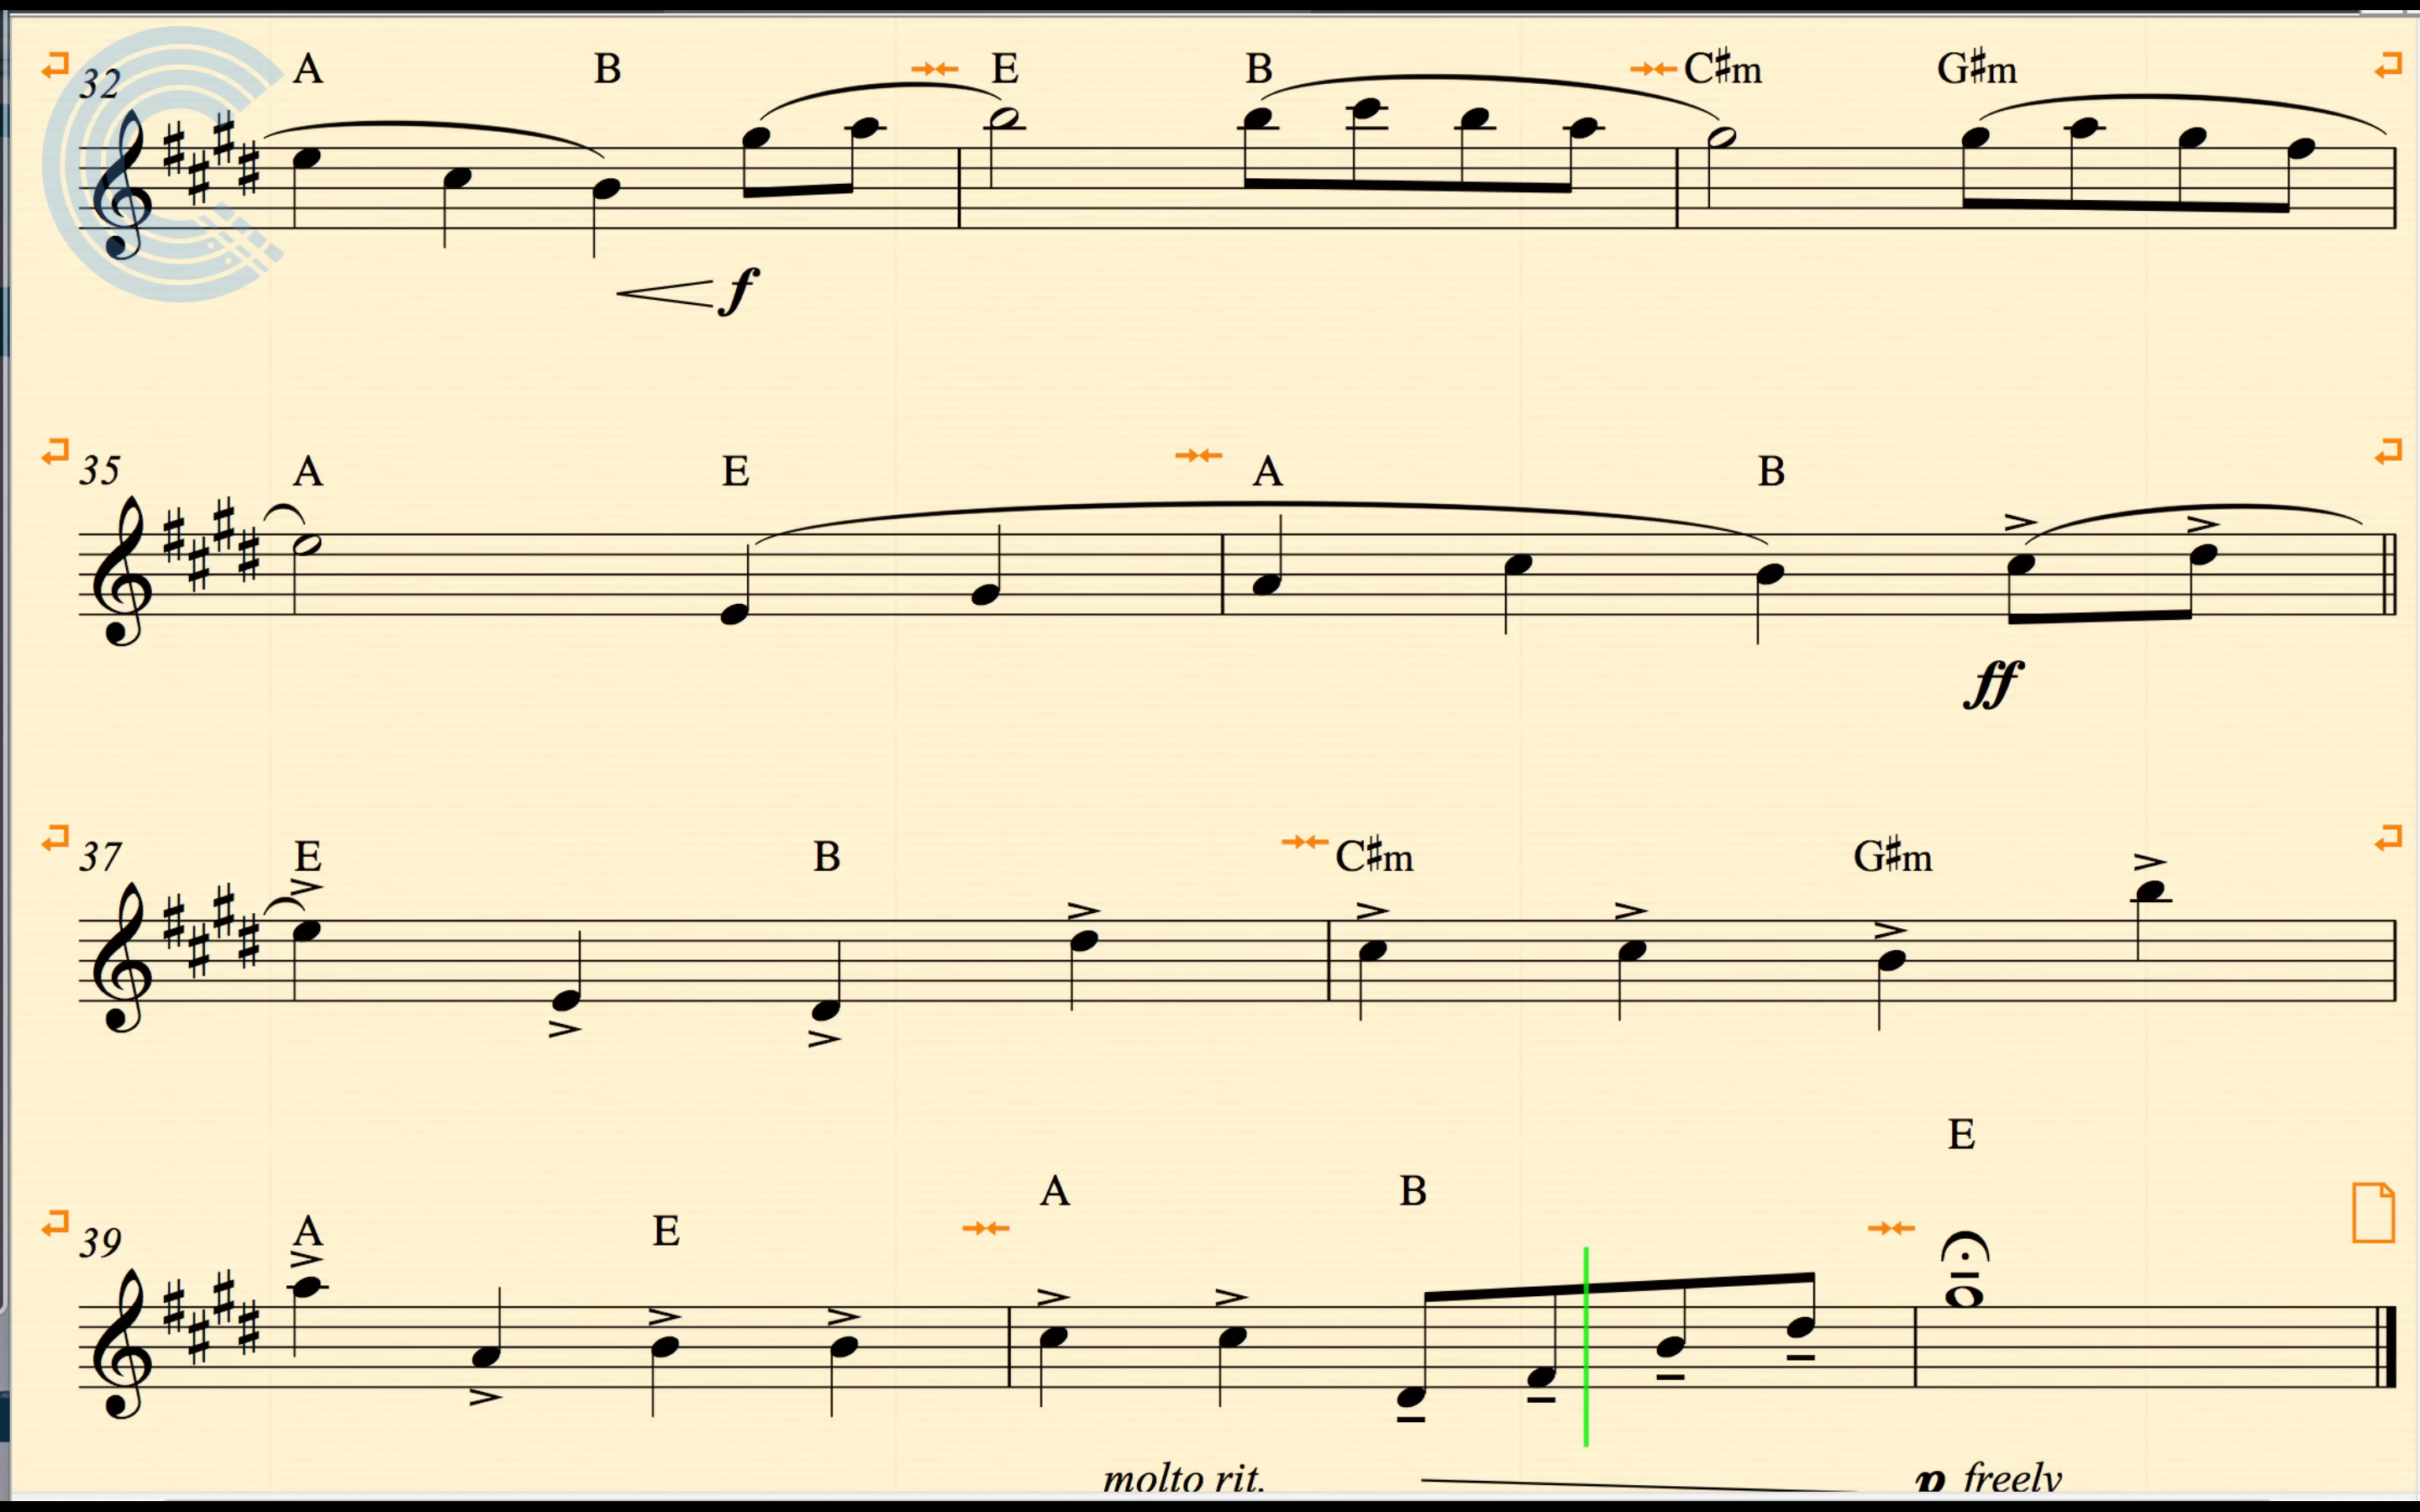 32 A B E B C♯m G♯m
f
35 A E A B
ff
37 E B C♯m G♯m
E
39 A E A B
molto rit. p freely